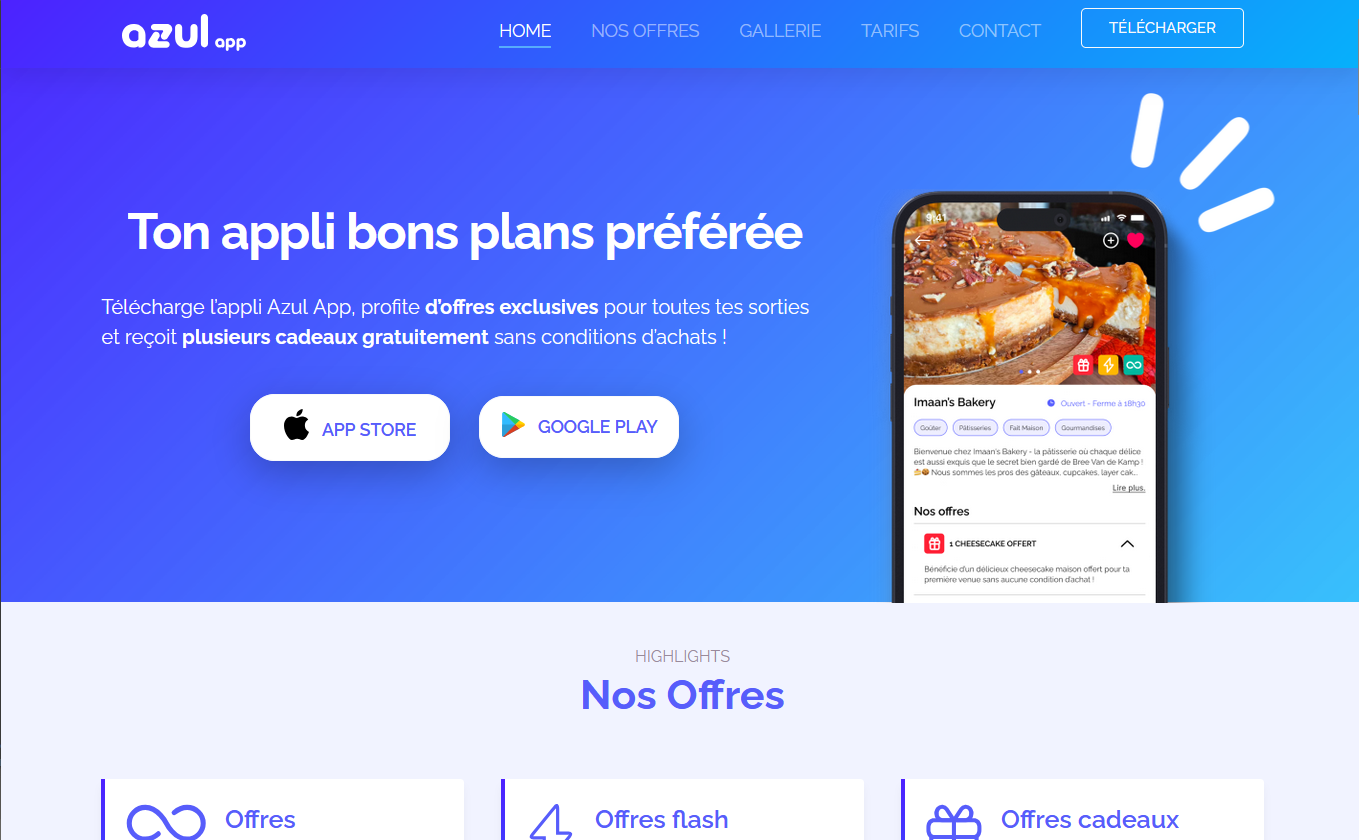 azul app
HOME NOS OFFRES GALLERIE TARIFS CONTACT TÉLÉCHARGER
Ton appli bons plans préférée
Télécharge l'appli Azul App, profite d'offres exclusives pour toutes tes sorties
et reçoit plusieurs cadeaux gratuitement sans conditions d'achats !
APP STORE GOOGLE PLAY
9:41
Imaan's Bakery Ouvert - Ferme à 18h30
Goûter Pâtisseries Fait Maison Gourmandises
Bienvenue chez Imaan's Bakery - la pâtisserie où chaque délice
est aussi exquis que le secret bien gardé de Bree Van de Kamp !
🍰🍪 Nous sommes les pros des gâteaux, cupcakes, layer cak...
Lire plus.
Nos offres
1 CHEESECAKE OFFERT
Bénéficie d'un délicieux cheesecake maison offert pour ta
première venue sans aucune condition d'achat !
HIGHLIGHTS
Nos Offres
Offres Offres flash Offres cadeaux